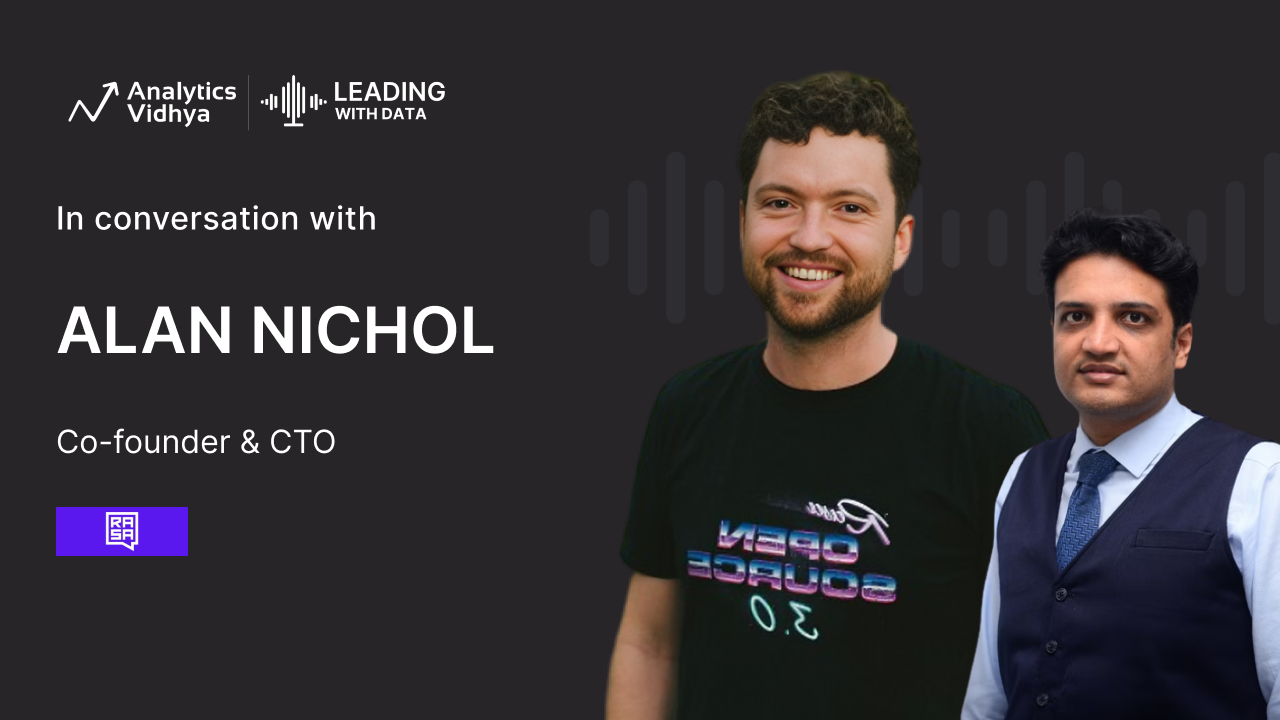 Analytics
Vidhya
LEADING
WITH DATA
In conversation with
ALAN NICHOL
Co-founder & CTO
RA
SA
Rasa
OPEN
SOURCE
3.0